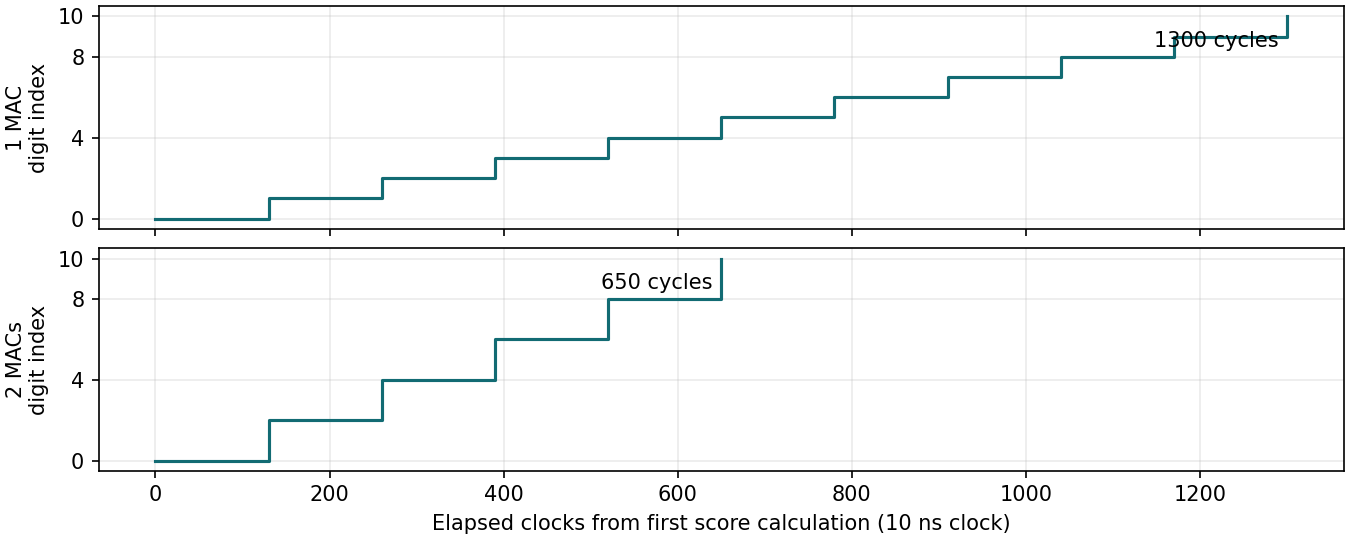 1 MAC
digit index
10
8
4
0
1300 cycles
2 MACs
digit index
10
8
4
0
650 cycles
0 200 400 600 800 1000 1200
Elapsed clocks from first score calculation (10 ns clock)